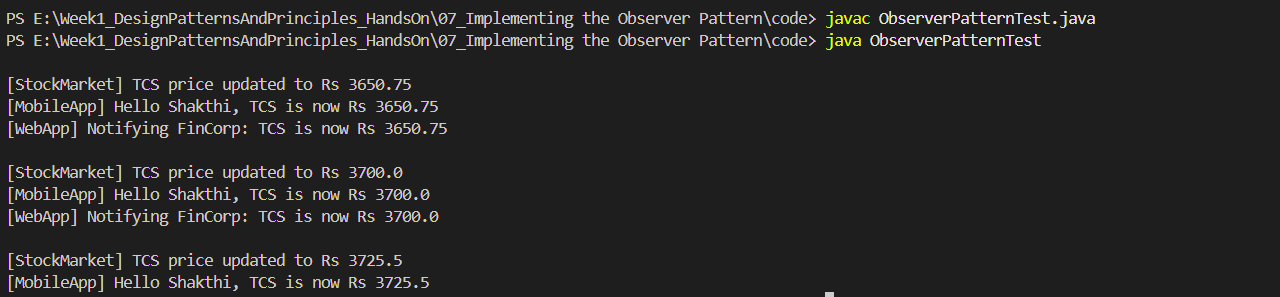 PS E:\Week1_DesignPatternsAndPrinciples_HandsOn\07_Implementing the Observer Pattern\code> javac ObserverPatternTest.java
PS E:\Week1_DesignPatternsAndPrinciples_HandsOn\07_Implementing the Observer Pattern\code> java ObserverPatternTest
[StockMarket] TCS price updated to Rs 3650.75
[MobileApp] Hello Shakthi, TCS is now Rs 3650.75
[WebApp] Notifying FinCorp: TCS is now Rs 3650.75
[StockMarket] TCS price updated to Rs 3700.0
[MobileApp] Hello Shakthi, TCS is now Rs 3700.0
[WebApp] Notifying FinCorp: TCS is now Rs 3700.0
[StockMarket] TCS price updated to Rs 3725.5
[MobileApp] Hello Shakthi, TCS is now Rs 3725.5